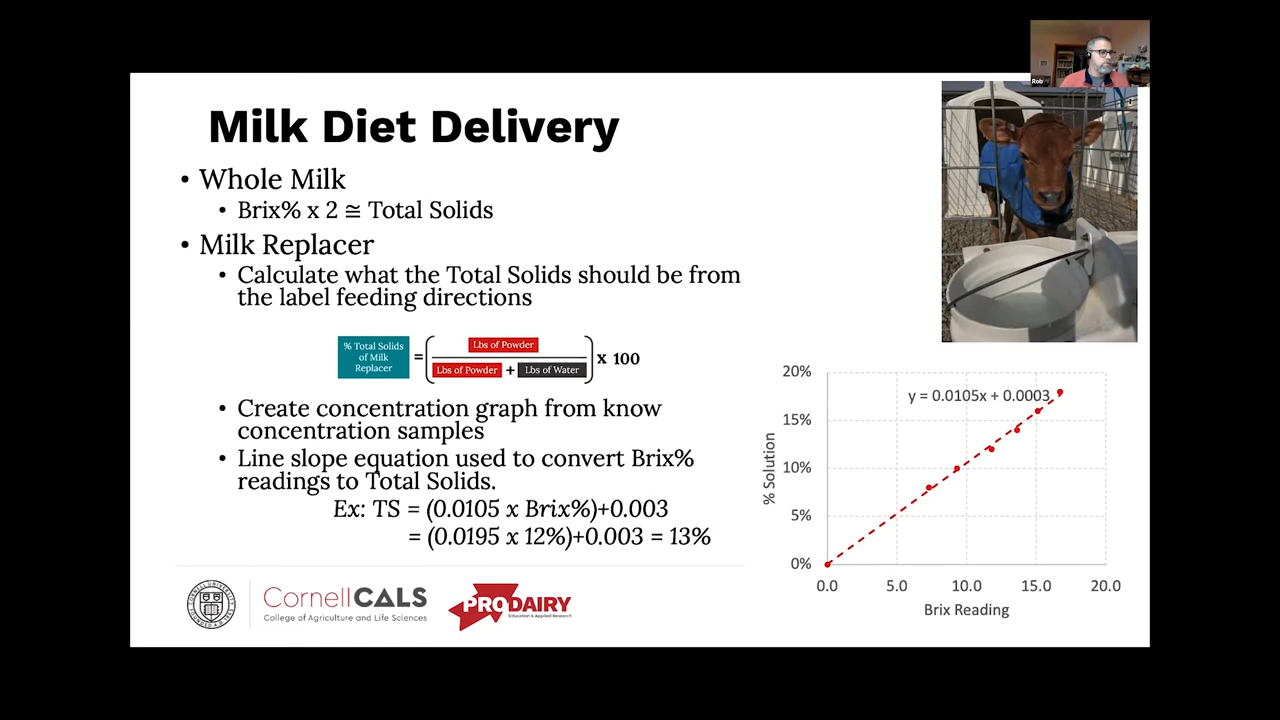 Rob
Milk Diet Delivery
• Whole Milk
• Brix% x 2 ≅ Total Solids
• Milk Replacer
• Calculate what the Total Solids should be from
the label feeding directions
% Total Solids
of Milk
Replacer
=
Lbs of Powder
Lbs of Powder + Lbs of Water
x 100
• Create concentration graph from know
concentration samples
• Line slope equation used to convert Brix%
readings to Total Solids.
Ex: TS = (0.0105 x Brix%)+0.003
= (0.0195 x 12%)+0.003 = 13%
y = 0.0105x + 0.0003
% Solution
20%
15%
10%
5%
0%
0.0 5.0 10.0 15.0 20.0
Brix Reading
CornellCALS
College of Agriculture and Life Sciences
PRODAIRY
Education & Applied Research